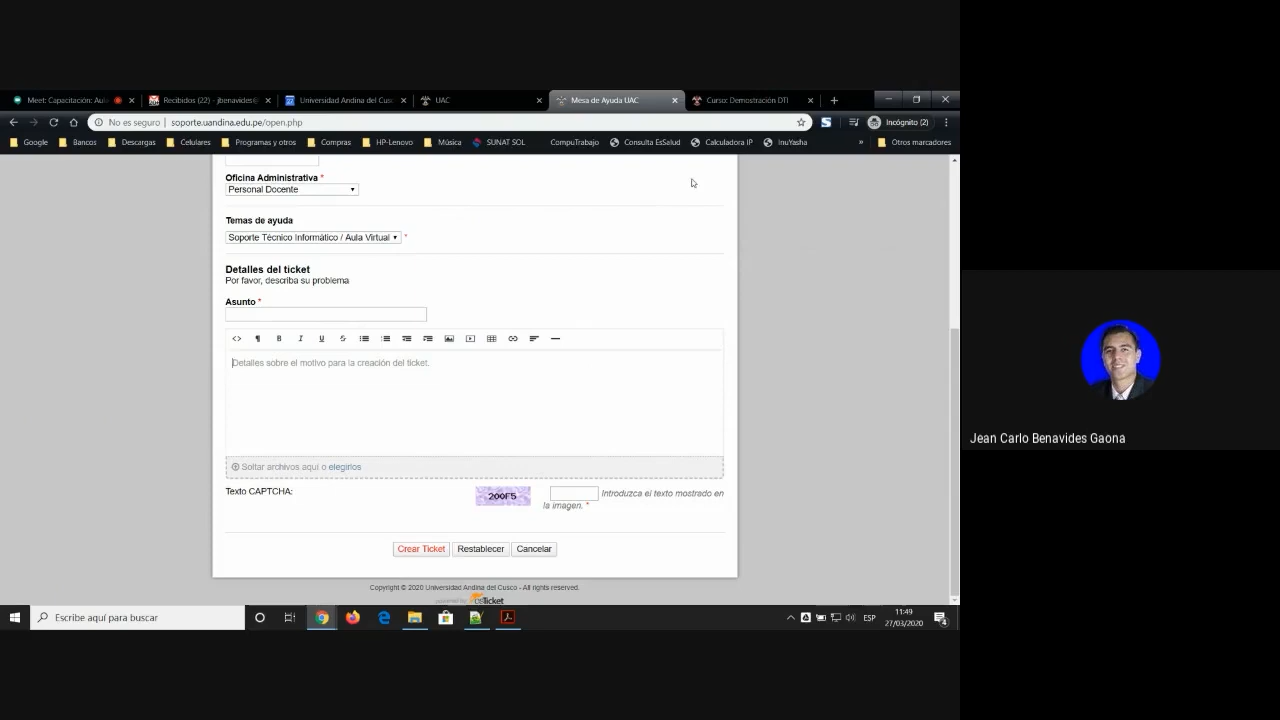 Meet: Capacitación: Aula
Recibidos (22) - jbenavides@
Universidad Andina del Cusc
UAC
Mesa de Ayuda UAC
Curso: Demostración DTI
No es seguro | soporte.uandina.edu.pe/open.php
Incógnito (2)
Google Bancos Descargas Celulares Programas y otros Compras HP-Lenovo Música SUNAT SOL CompuTrabajo Consulta EsSalud Calculadora IP InuYasha » Otros marcadores
Oficina Administrativa *
Personal Docente
Temas de ayuda
Soporte Técnico Informático / Aula Virtual *
Detalles del ticket
Por favor, describa su problema
Asunto *
Detalles sobre el motivo para la creación del ticket.
Soltar archivos aquí o elegirlos
Texto CAPTCHA: 200F5 Introduzca el texto mostrado en
la imagen. *
Crear Ticket Restablecer Cancelar
Copyright © 2020 Universidad Andina del Cusco - All rights reserved.
powered by osTicket
Escribe aquí para buscar
ESP
11:49
27/03/2020
4
Jean Carlo Benavides Gaona